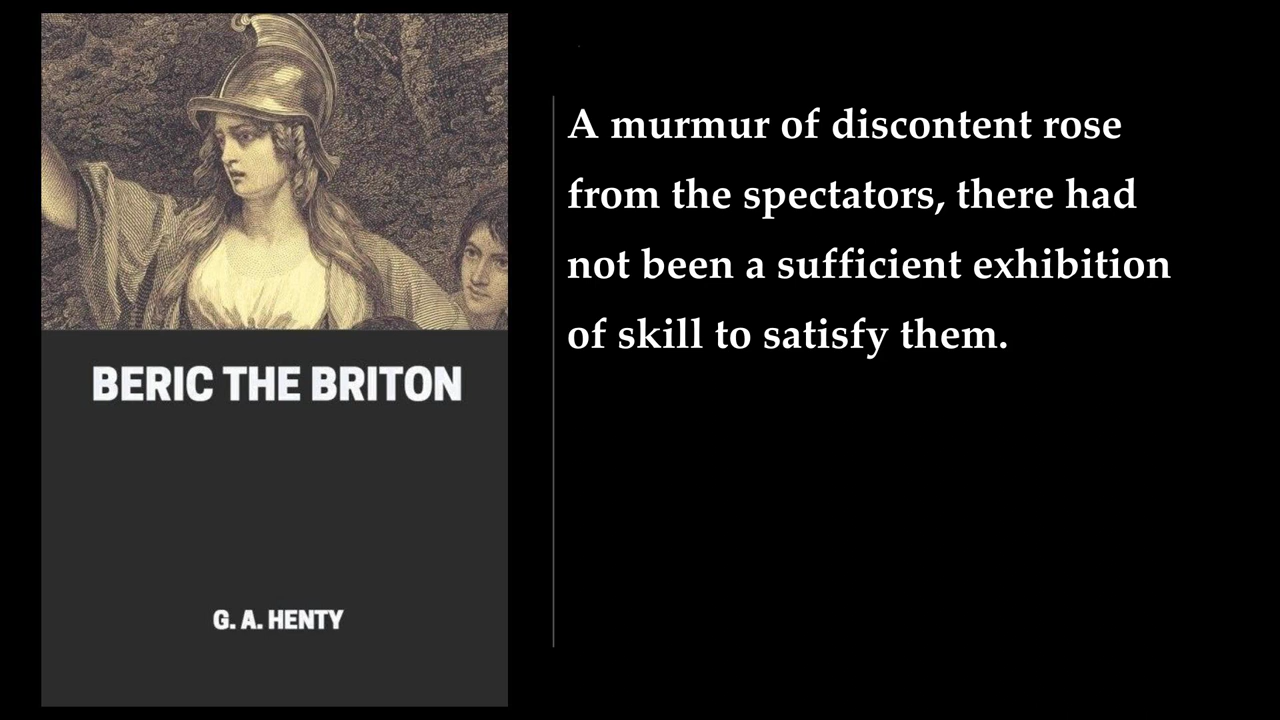 BERIC THE BRITON
G. A. HENTY
A murmur of discontent rose
from the spectators, there had
not been a sufficient exhibition
of skill to satisfy them.